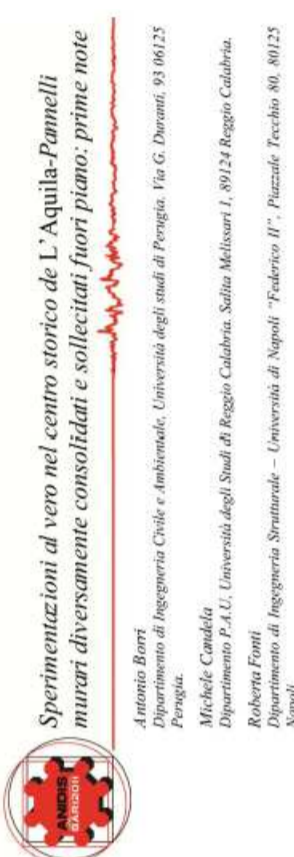 ANIDIS
BARI2011
Sperimentazioni al vero nel centro storico de L'Aquila-Pannelli
murari diversamente consolidati e sollecitati fuori piano: prime note
Antonio Borri
Dipartimento di Ingegneria Civile e Ambientale, Università degli studi di Perugia. Via G. Duranti, 93 06125
Perugia.
Michele Candela
Dipartimento P.A.U. Università degli Studi di Reggio Calabria. Salita Melissari 1, 89124 Reggio Calabria.
Roberta Fonti
Dipartimento di Ingegneria Strutturale – Università di Napoli "Federico II", Piazzale Tecchio 80, 80125
Napoli